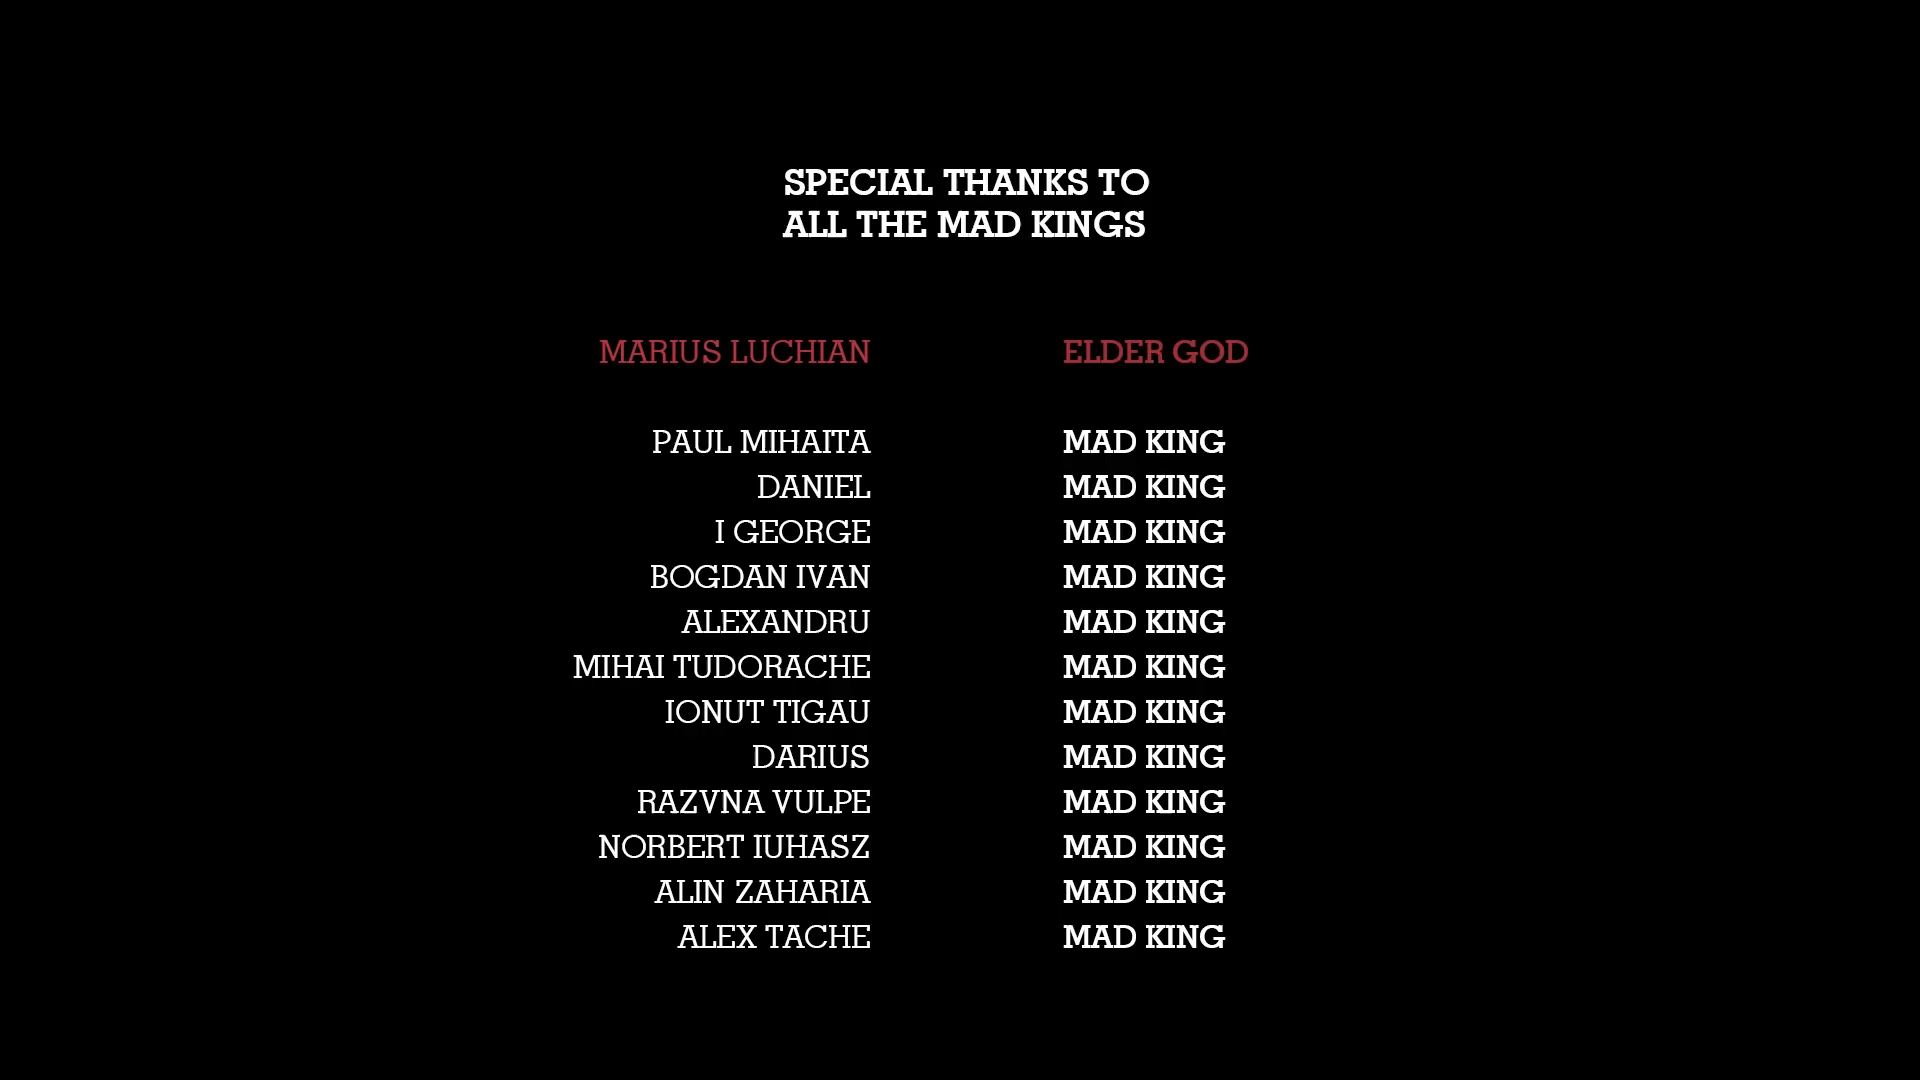 SPECIAL THANKS TO
ALL THE MAD KINGS
MARIUS LUCHIAN ELDER GOD
PAUL MIHAITA MAD KING
DANIEL MAD KING
I GEORGE MAD KING
BOGDAN IVAN MAD KING
ALEXANDRU MAD KING
MIHAI TUDORACHE MAD KING
IONUT TIGAU MAD KING
DARIUS MAD KING
RAZVNA VULPE MAD KING
NORBERT IUHASZ MAD KING
ALIN ZAHARIA MAD KING
ALEX TACHE MAD KING